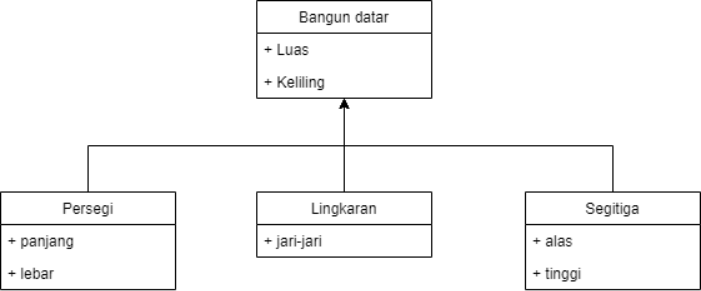 Bangun datar
+ Luas
+ Keliling
Persegi
+ panjang
+ lebar
Lingkaran
+ jari-jari
Segitiga
+ alas
+ tinggi